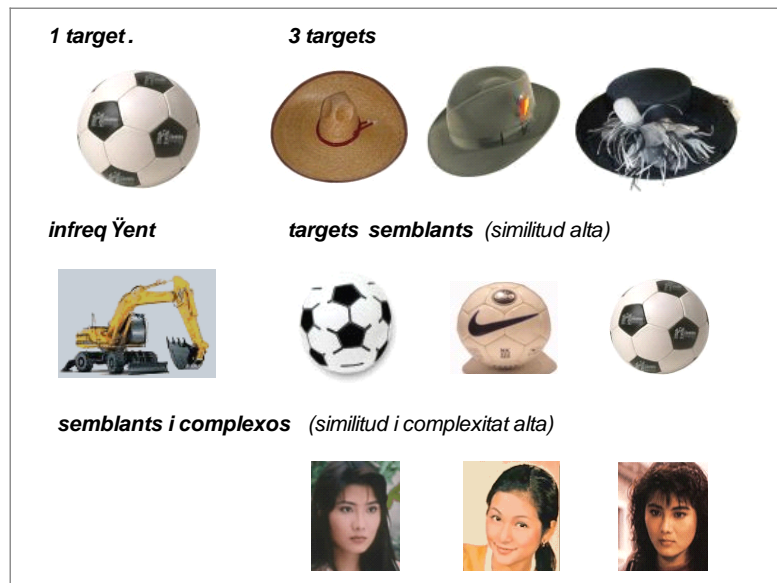 1 target .
3 targets
infreq Ÿent
targets semblants (similitud alta)
semblants i complexos (similitud i complexitat alta)